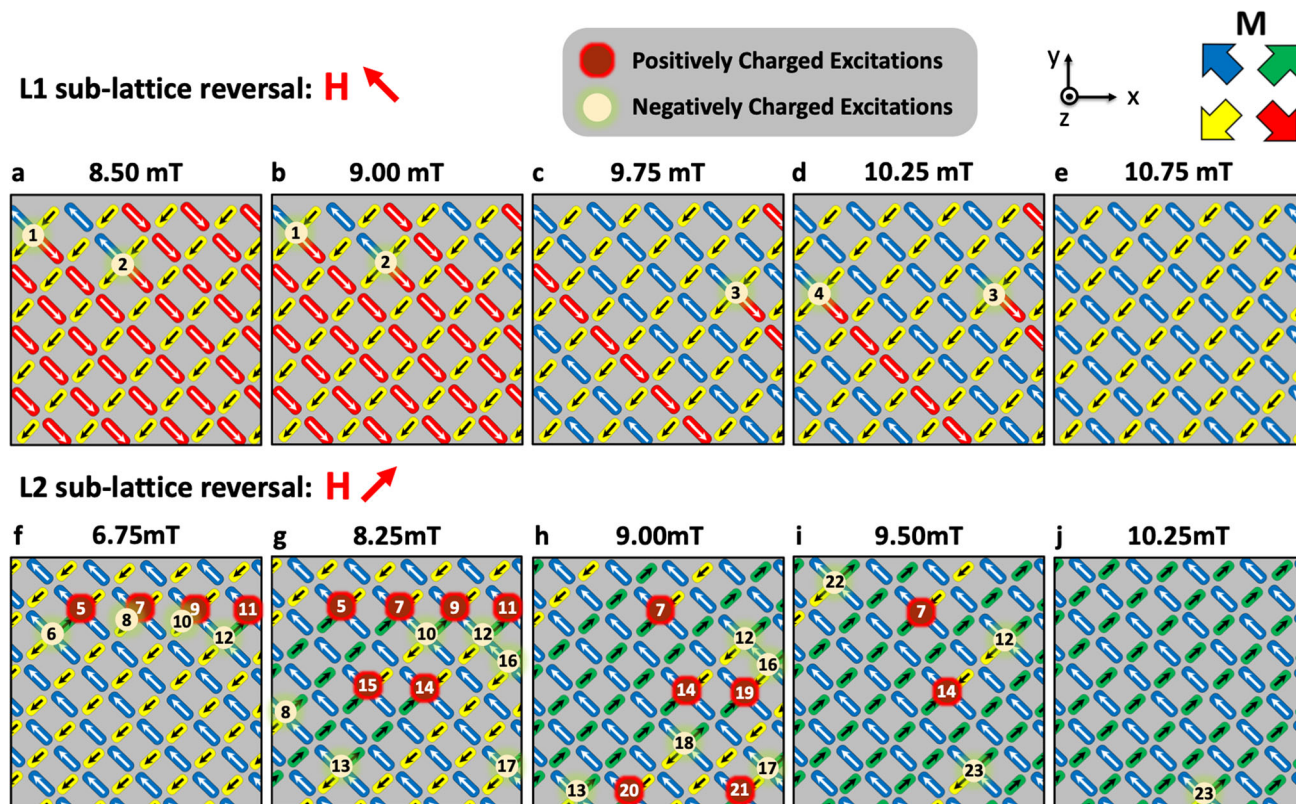 M
Positively Charged Excitations
L1 sub-lattice reversal: H
Negatively Charged Excitations
y
x
z
a 8.50 mT b 9.00 mT c 9.75 mT d 10.25 mT e 10.75 mT
1 2
1 2
3
4 3
L2 sub-lattice reversal: H
f 6.75mT g 8.25mT h 9.00mT i 9.50mT j 10.25mT
5 7 9 11
8 10
6 12
5 7 9 11
10 12
16
15 14
8
13 17
7
12
16
14 19
18
17
13 20 21
22
7
12
14
23
23